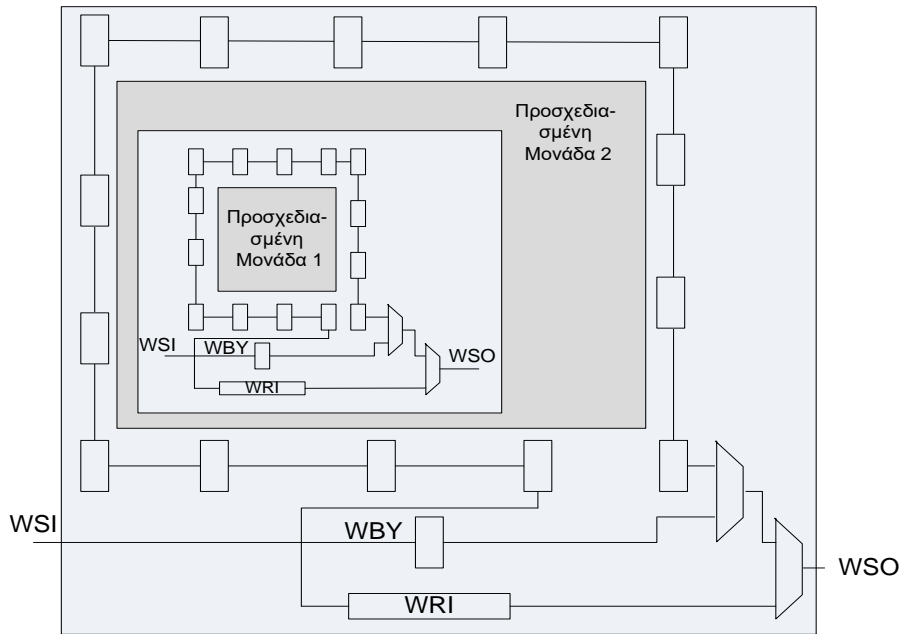 Προσχεδια-
σμένη
Μονάδα 2
Προσχεδια-
σμένη
Μονάδα 1
WSI
WBY
WSO
WRI
WSI
WBY
WSO
WRI